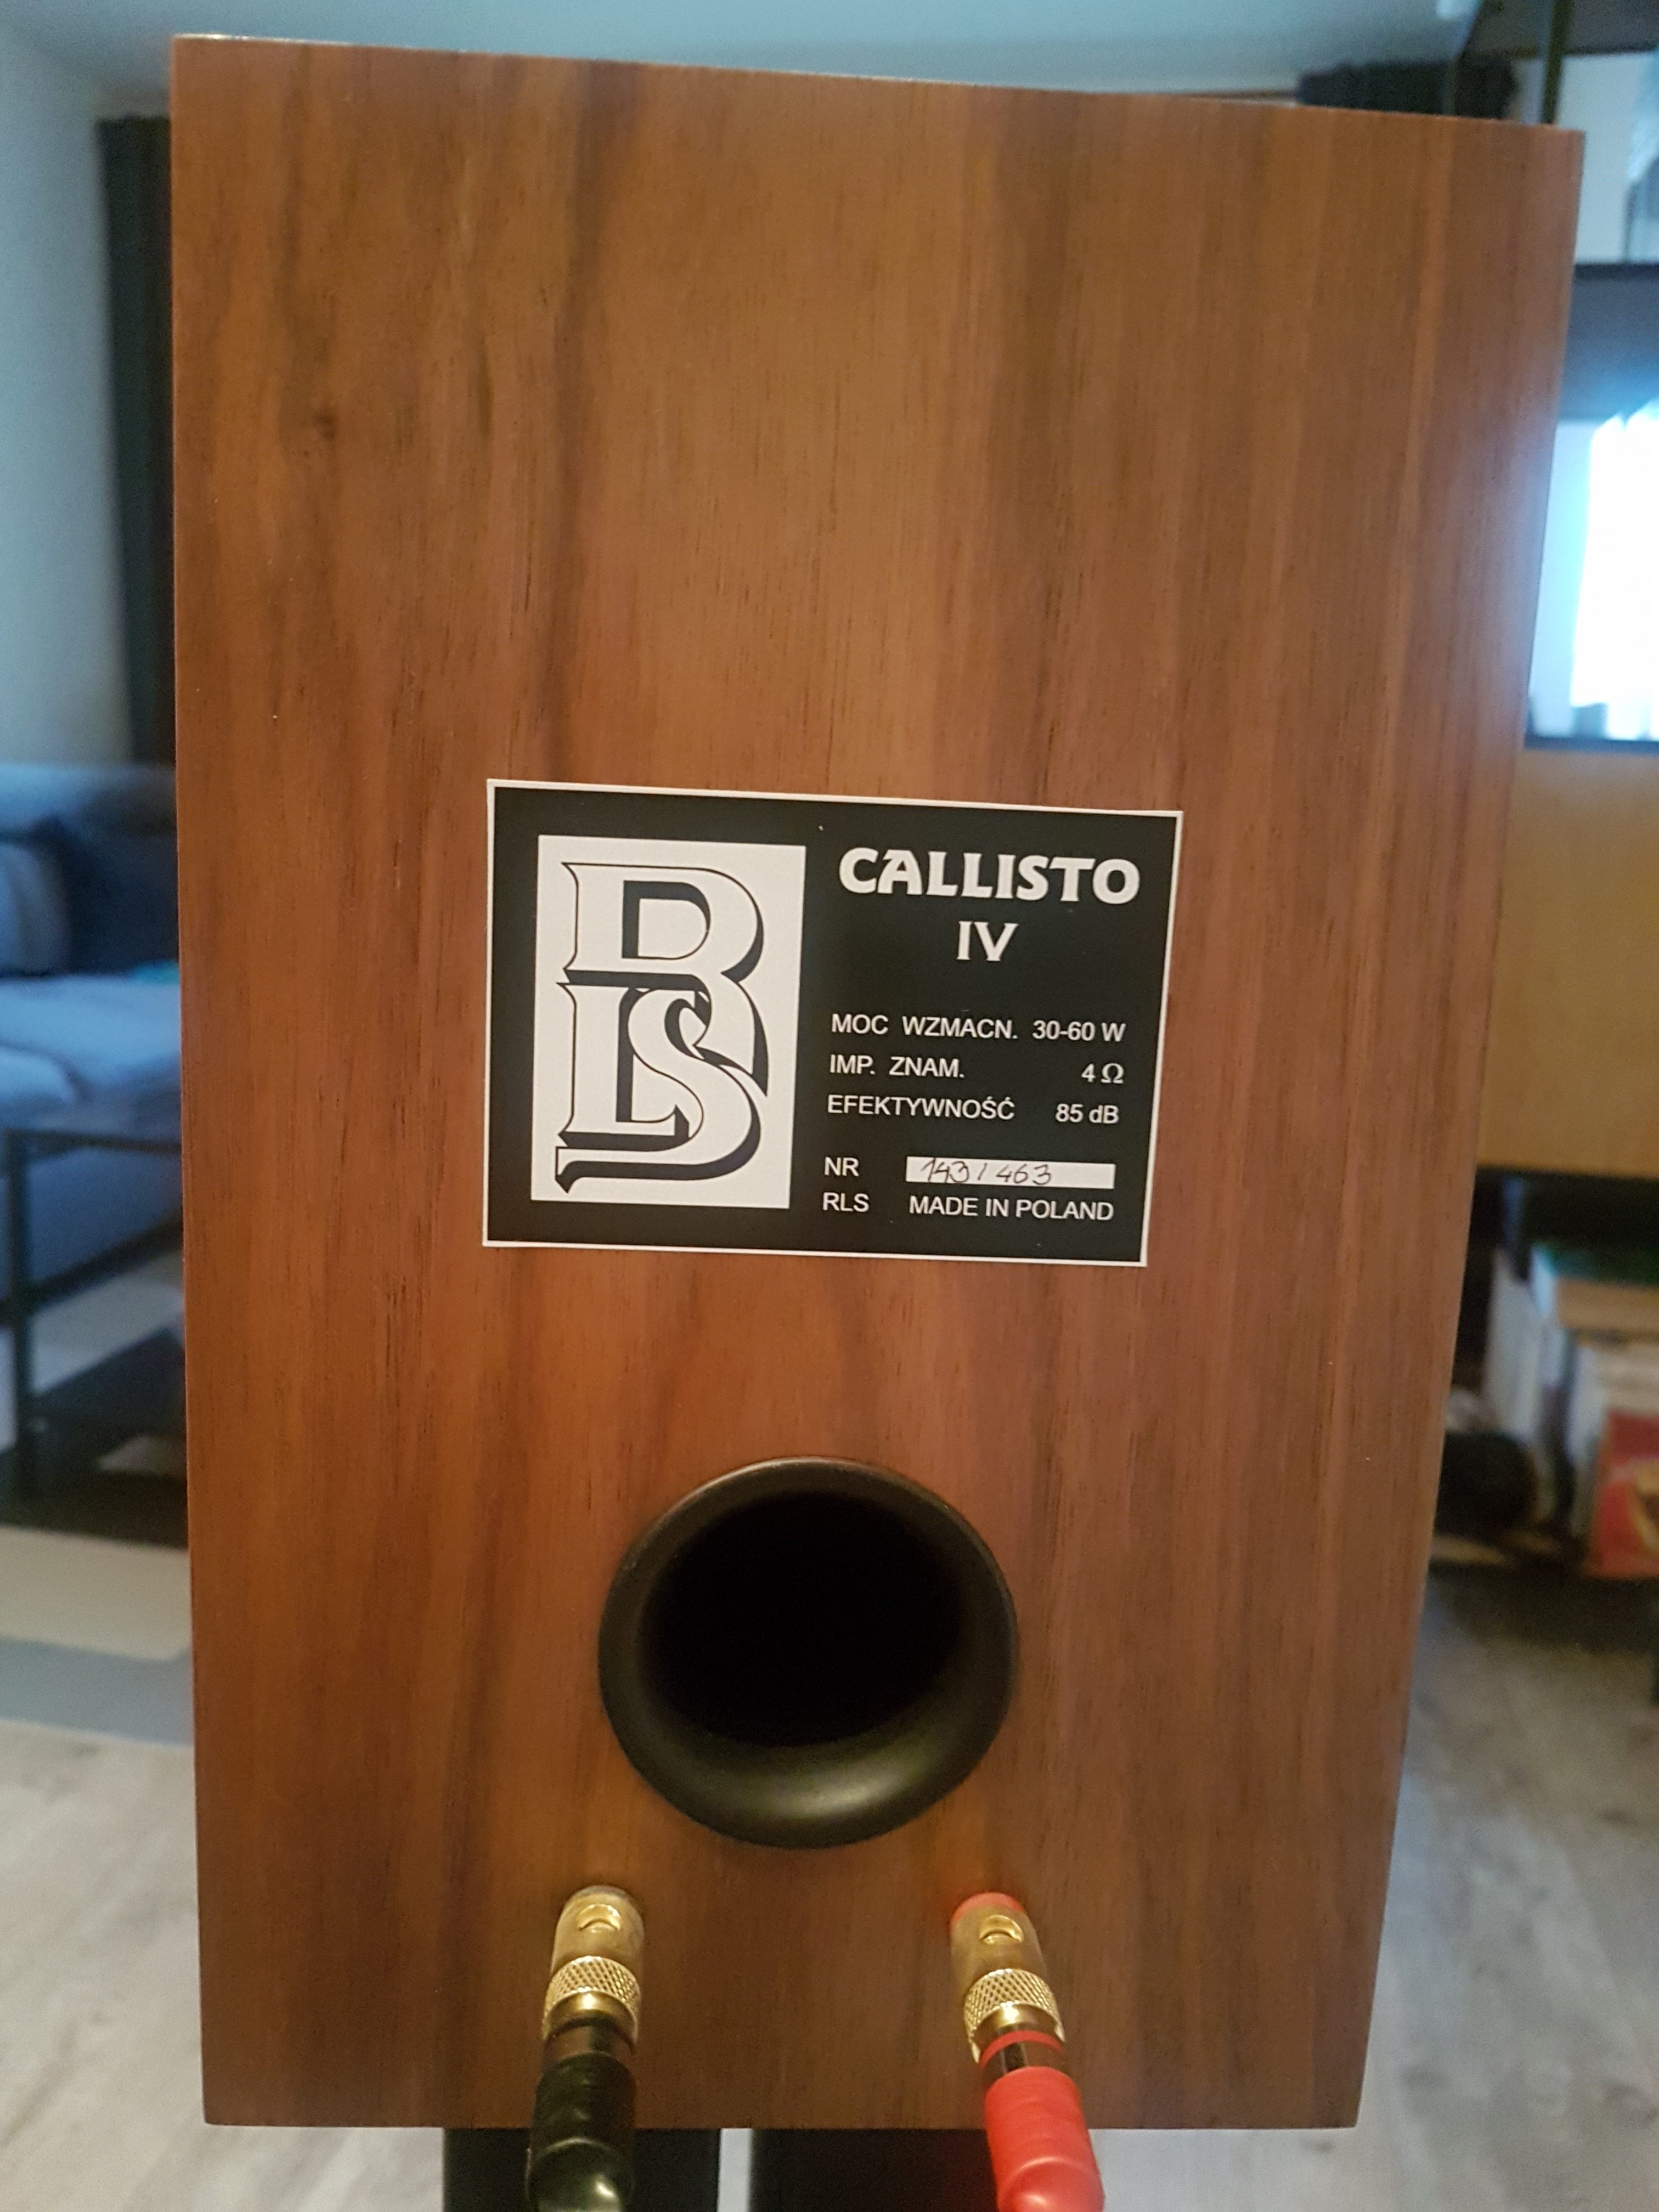 RLS
CALLISTO
IV
MOC WZMACN. 30-60 W
IMP. ZNAM. 4 Ω
EFEKTYWNOŚĆ 85 dB
NR 143 / 463
RLS MADE IN POLAND